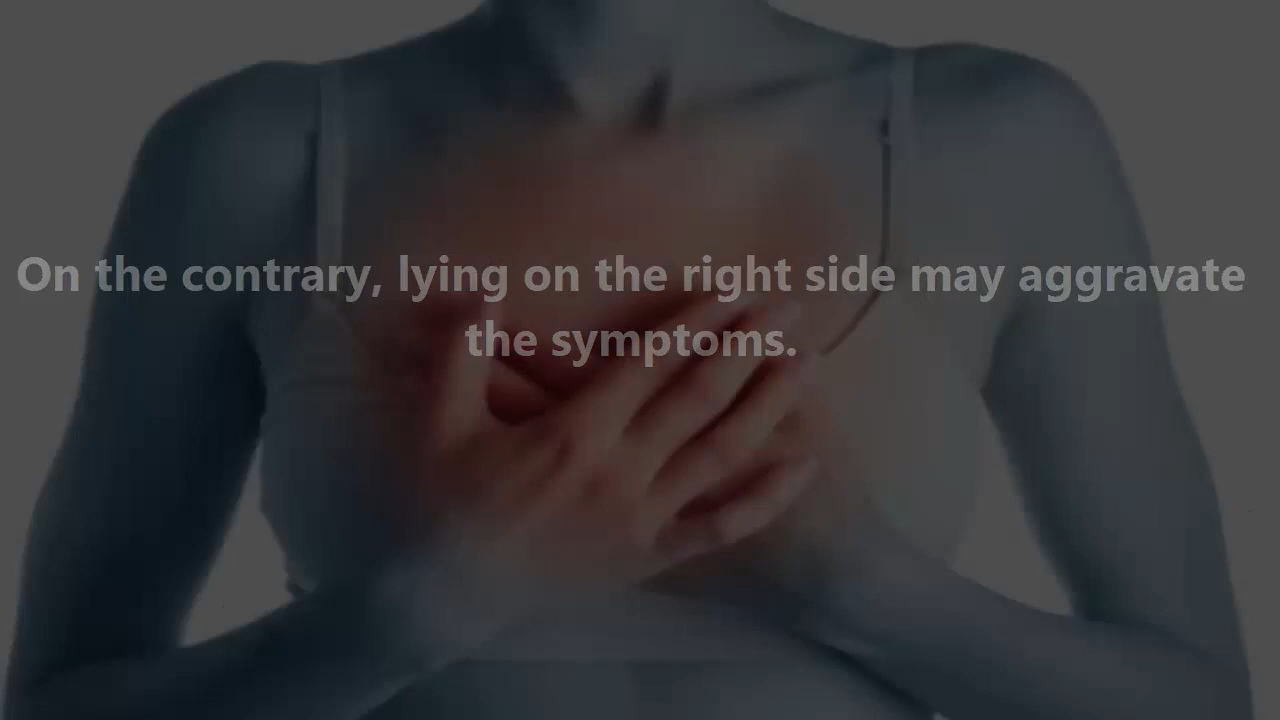 On the contrary, lying on the right side may aggravate
the symptoms.